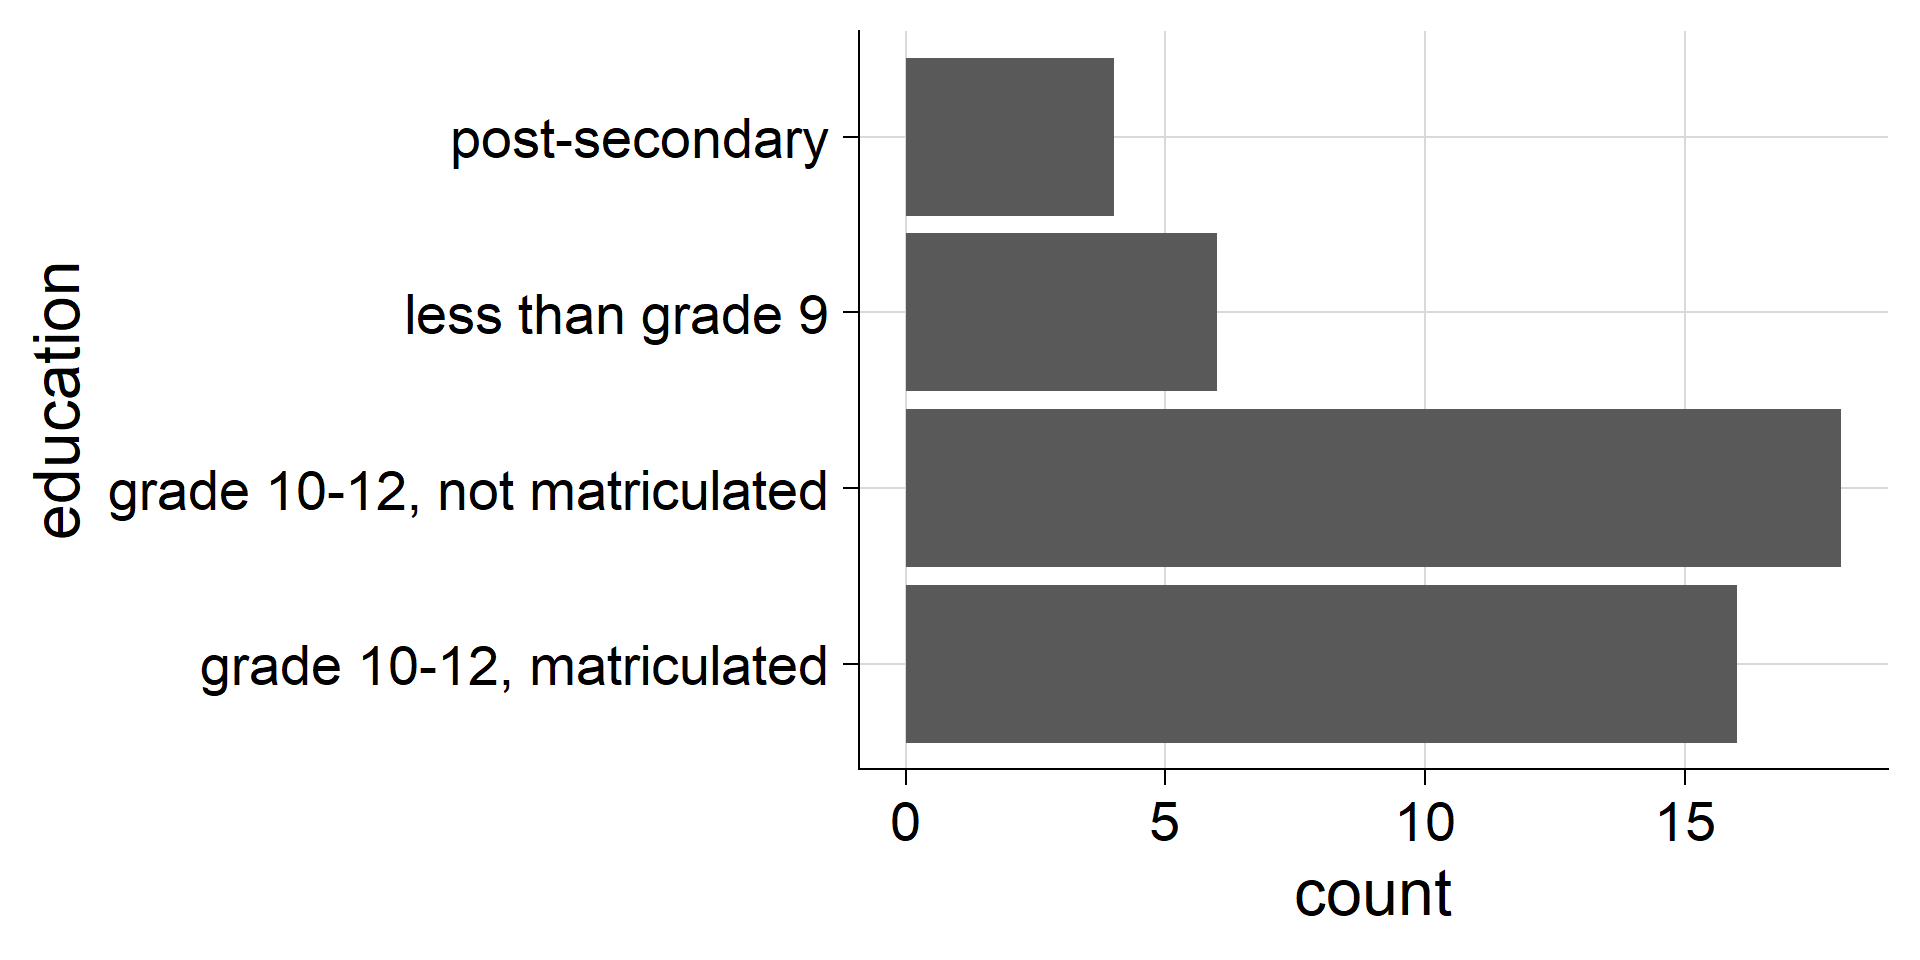 education
post-secondary
less than grade 9
grade 10-12, not matriculated
grade 10-12, matriculated
0 5 10 15
count